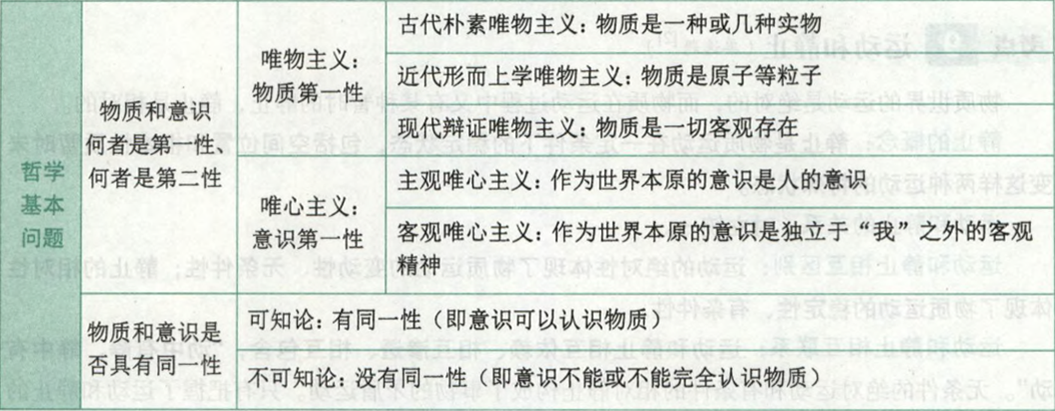 哲学
基本
问题
物质和意识
何者是第一性、
何者是第二性
唯物主义：
物质第一性
古代朴素唯物主义：物质是一种或几种实物
近代形而上学唯物主义：物质是原子等粒子
现代辩证唯物主义：物质是一切客观存在
唯心主义：
意识第一性
主观唯心主义：作为世界本原的意识是人的意识
客观唯心主义：作为世界本原的意识是独立于“我”之外的客观
精神
物质和意识是
否具有同一性
可知论：有同一性（即意识可以认识物质）
不可知论：没有同一性（即意识不能或不能完全认识物质）